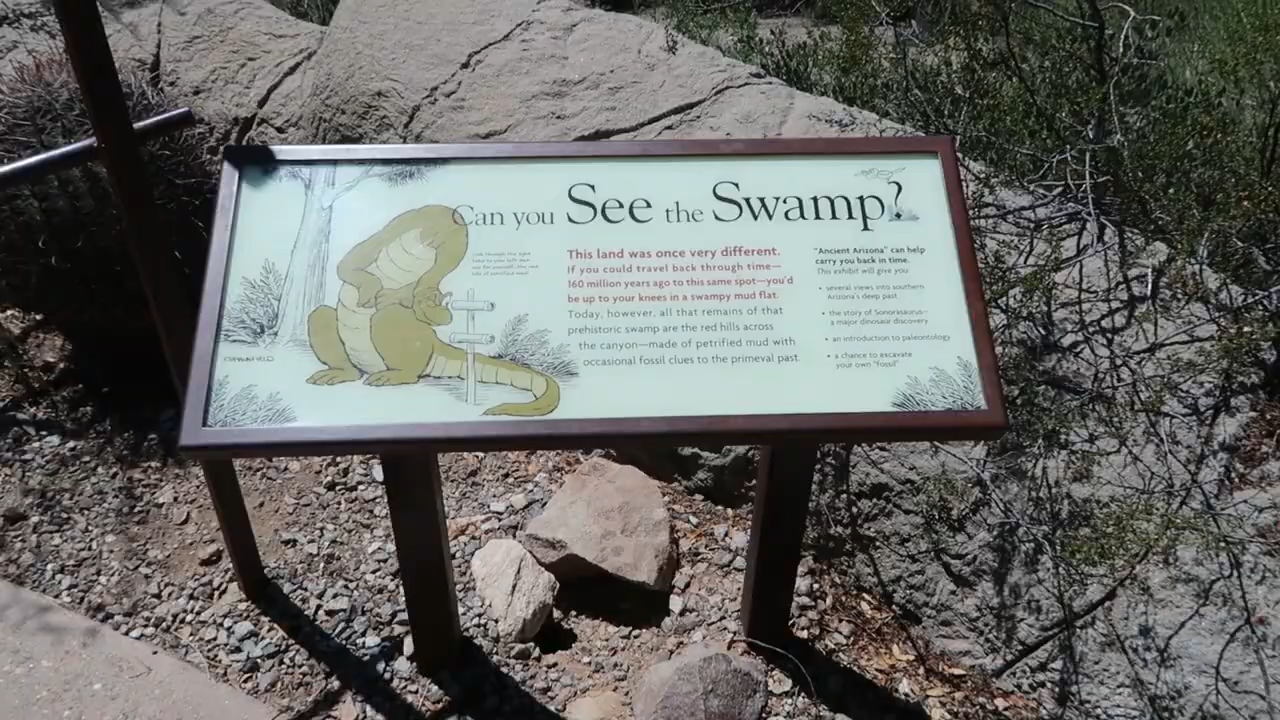 Can you See the Swamp?
This land was once very different.
If you could travel back through time—
160 million years ago to this same spot—you'd
be up to your knees in a swampy mud flat.
Today, however, all that remains of that
prehistoric swamp are the red hills across
the canyon—made of petrified mud with
occasional fossil clues to the primeval past.
"Ancient Arizona" can help
carry you back in time.
This exhibit will give you
• several views into southern
Arizona's deep past
• the story of Sonorasaurus—
a major dinosaur discovery
• an introduction to paleontology
• a chance to excavate
your own "fossil"